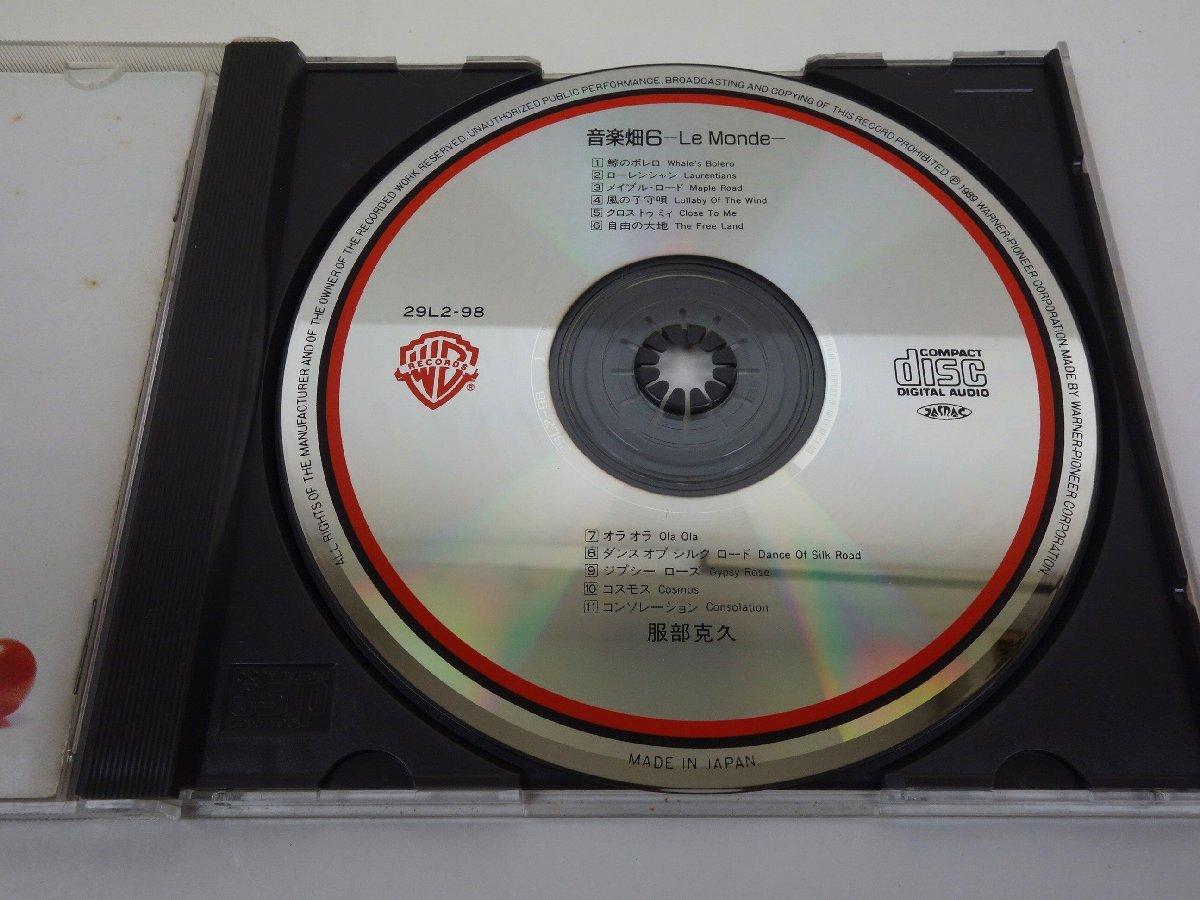 ALL RIGHTS OF THE MANUFACTURER AND OF THE OWNER OF THE RECORDED WORK RESERVED. UNAUTHORIZED PUBLIC PERFORMANCE, BROADCASTING AND COPYING OF THIS RECORD PROHIBITED. ℗ 1989 WARNER-PIONEER CORPORATION. MADE BY WARNER-PIONEER CORPORATION.
音楽畑6 —Le Monde—
1 鯨のボレロ Whale's Bolero
2 ローレンシャン Laurentians
3 メイプル・ロード Maple Road
4 風の子守唄 Lullaby Of The Wind
5 クロストゥ ミィ Close To Me
6 自由の大地 The Free Land
29L2-98
WB
RECORDS
®
COMPACT
disc
DIGITAL AUDIO
JASRAC
7 オラ オラ Ola Ola
8 ダンス オブ シルク ロード Dance Of Silk Road
9 ジプシー ローズ Gypsy Rose
10 コスモス Cosmos
11 コンソレーション Consolation
服部克久
MADE IN JAPAN